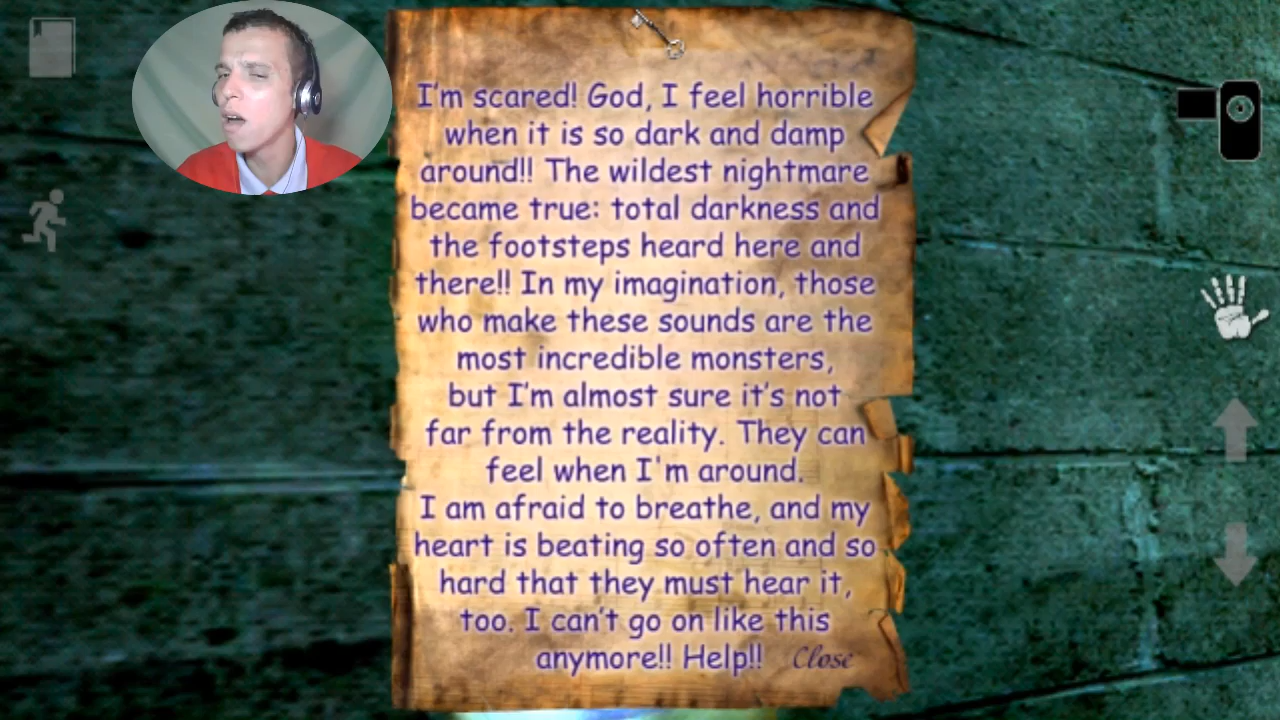 I'm scared! God, I feel horrible
when it is so dark and damp
around!! The wildest nightmare
became true: total darkness and
the footsteps heard here and
there!! In my imagination, those
who make these sounds are the
most incredible monsters,
but I'm almost sure it's not
far from the reality. They can
feel when I'm around.
I am afraid to breathe, and my
heart is beating so often and so
hard that they must hear it,
too. I can't go on like this
anymore!! Help!! Close